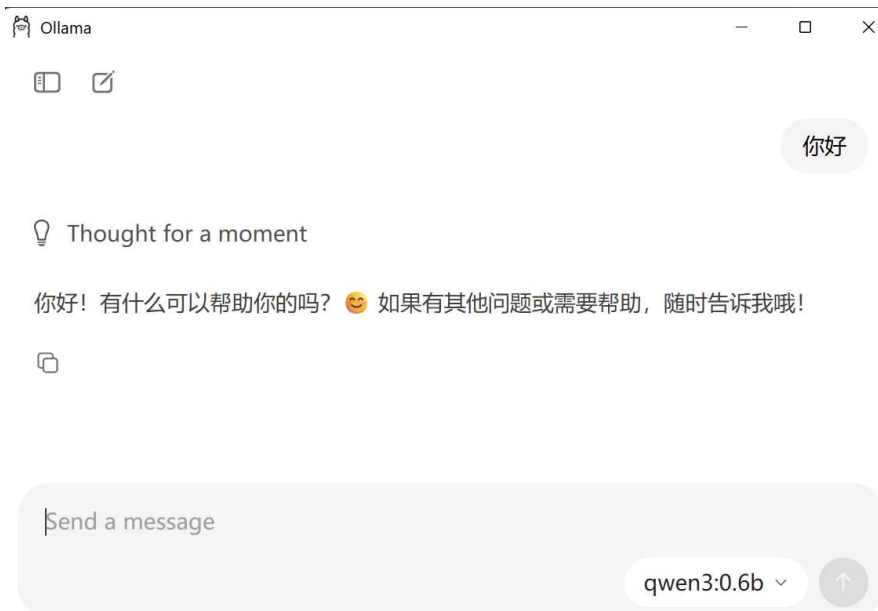 Ollama
你好
Thought for a moment
你好！有什么可以帮助你的吗？😊 如果有其他问题或需要帮助，随时告诉我哦！
Send a message
qwen3:0.6b